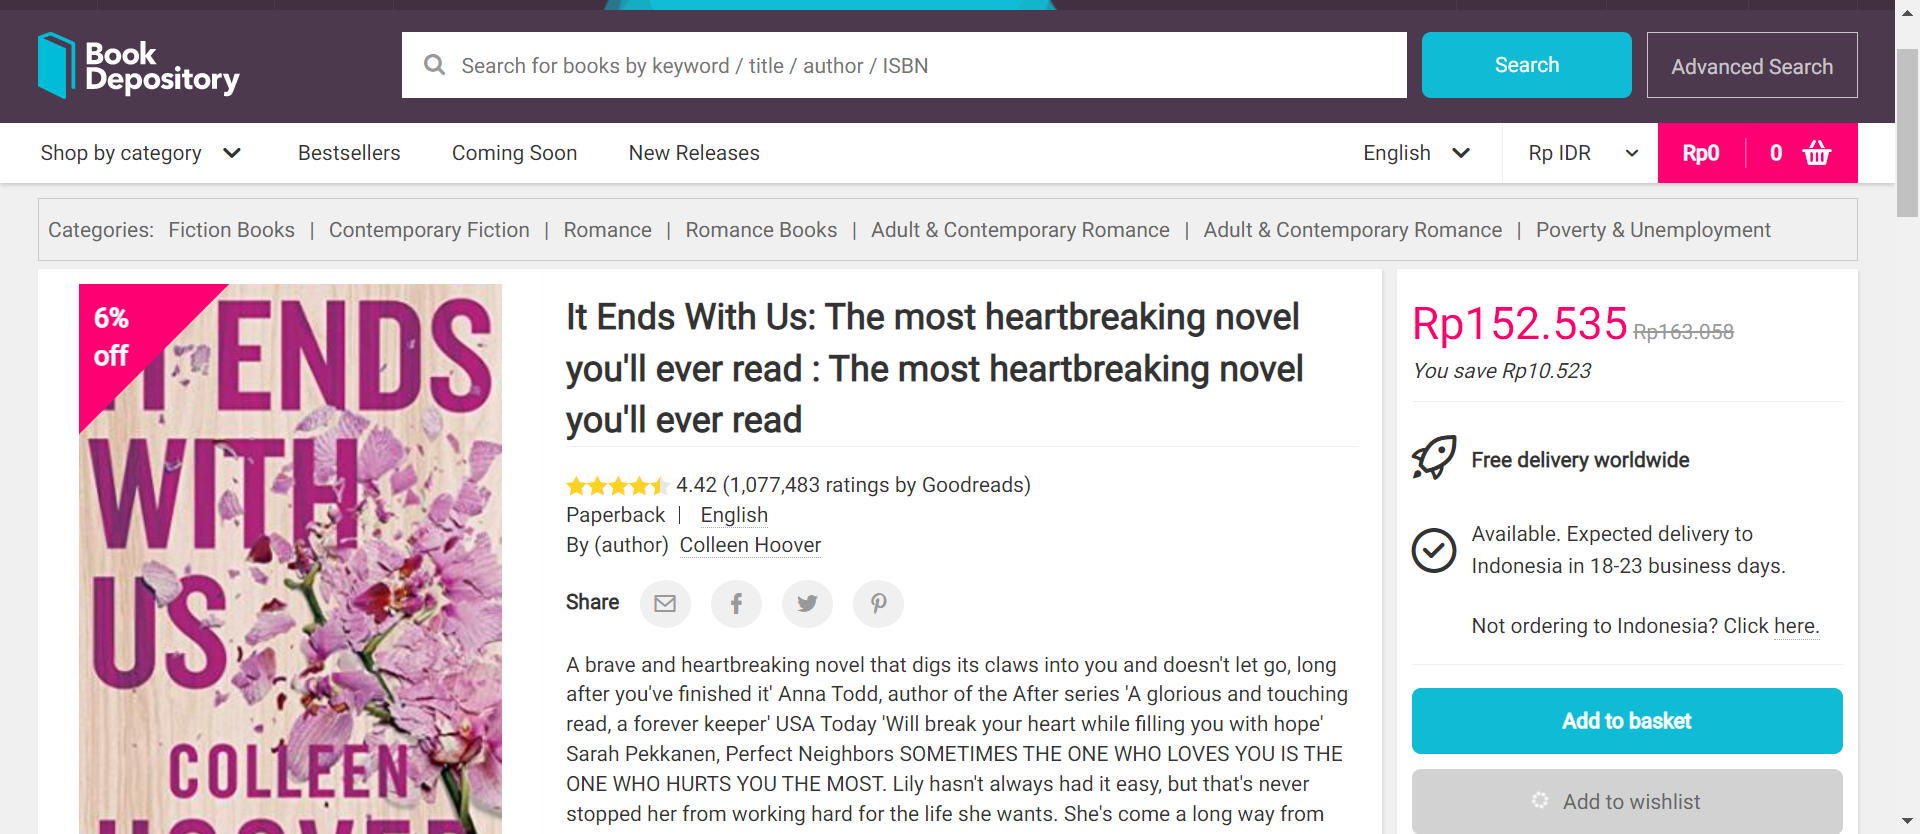 Book
Depository
Search for books by keyword / title / author / ISBN
Search
Advanced Search
Shop by category
Bestsellers
Coming Soon
New Releases
English
Rp IDR
Rp0
0
Categories: Fiction Books | Contemporary Fiction | Romance | Romance Books | Adult & Contemporary Romance | Adult & Contemporary Romance | Poverty & Unemployment
6%
off
IT ENDS
WITH
US
COLLEEN
HOOVER
It Ends With Us: The most heartbreaking novel
you'll ever read : The most heartbreaking novel
you'll ever read
4.42 (1,077,483 ratings by Goodreads)
Paperback | English
By (author) Colleen Hoover
Share
A brave and heartbreaking novel that digs its claws into you and doesn't let go, long
after you've finished it' Anna Todd, author of the After series 'A glorious and touching
read, a forever keeper' USA Today 'Will break your heart while filling you with hope'
Sarah Pekkanen, Perfect Neighbors SOMETIMES THE ONE WHO LOVES YOU IS THE
ONE WHO HURTS YOU THE MOST. Lily hasn't always had it easy, but that's never
stopped her from working hard for the life she wants. She's come a long way from
Rp152.535 Rp163.058
You save Rp10.523
Free delivery worldwide
Available. Expected delivery to
Indonesia in 18-23 business days.
Not ordering to Indonesia? Click here.
Add to basket
Add to wishlist